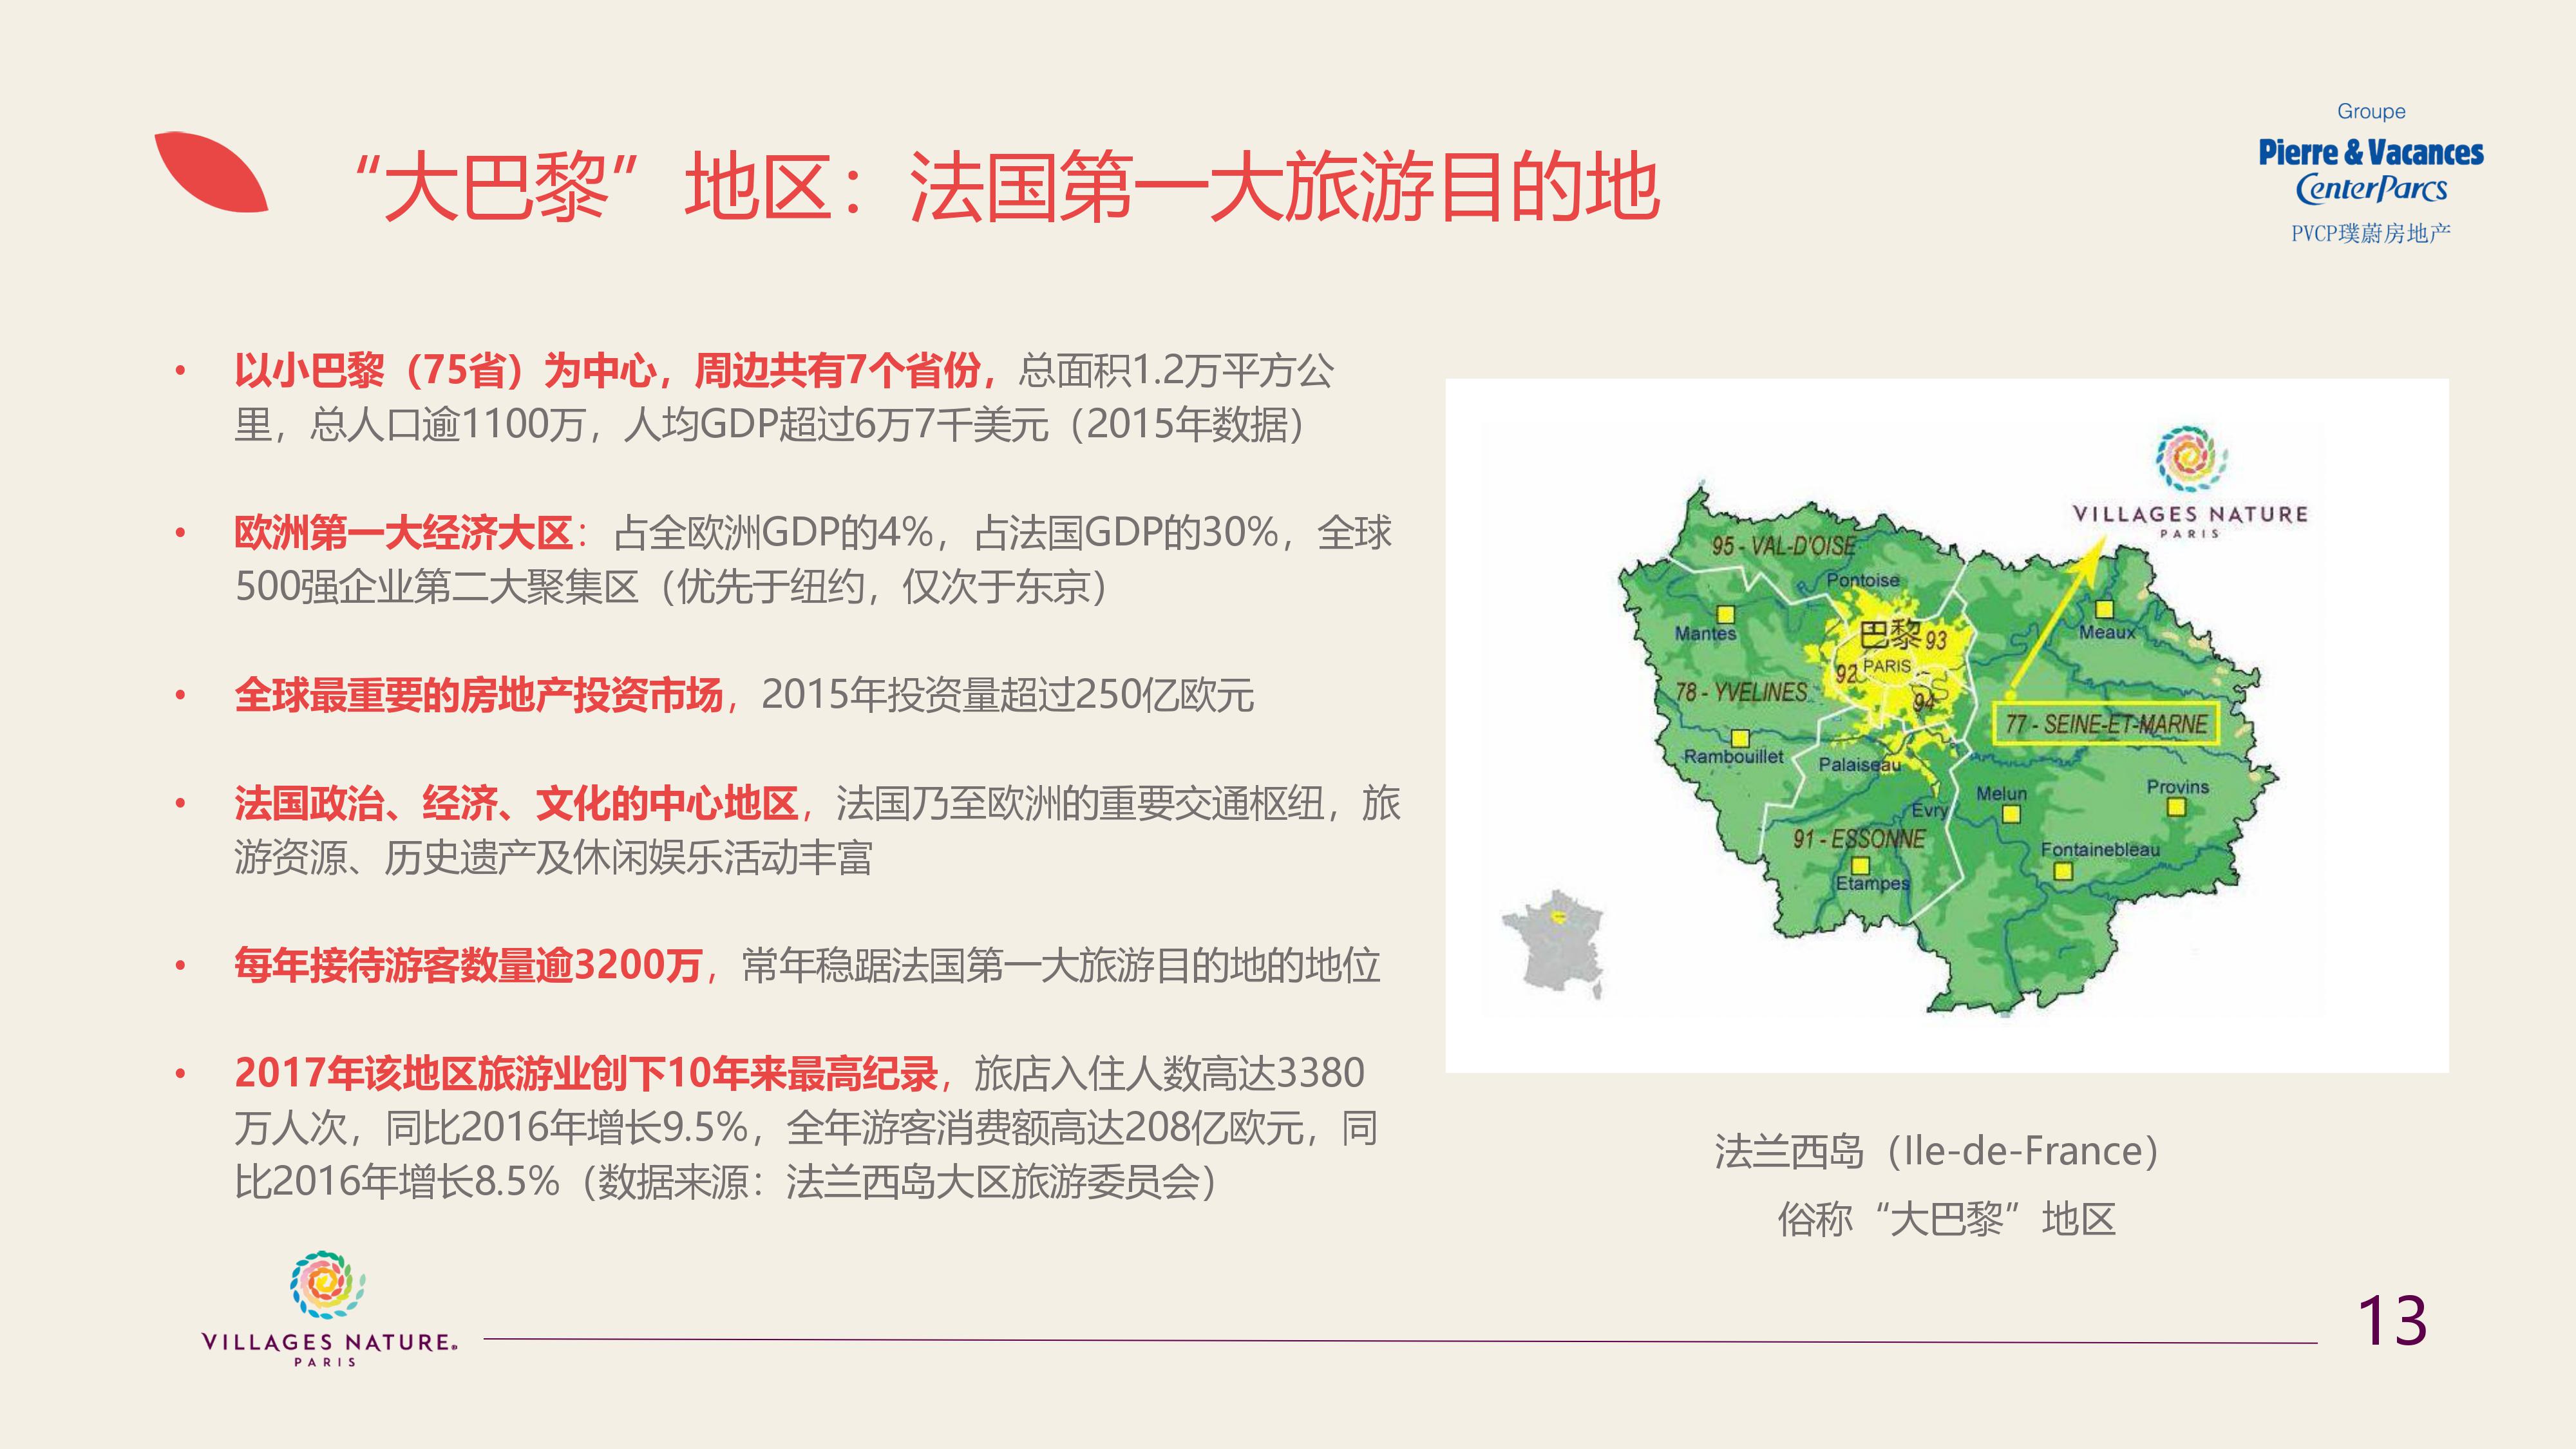 “大巴黎”地区：法国第一大旅游目的地
Groupe
Pierre & Vacances
CenterParcs
PVCP璞蔚房地产
• 以小巴黎（75省）为中心，周边共有7个省份，总面积1.2万平方公
里，总人口逾1100万，人均GDP超过6万7千美元（2015年数据）
• 欧洲第一大经济大区：占全欧洲GDP的4%，占法国GDP的30%，全球
500强企业第二大聚集区（优先于纽约，仅次于东京）
• 全球最重要的房地产投资市场，2015年投资量超过250亿欧元
• 法国政治、经济、文化的中心地区，法国乃至欧洲的重要交通枢纽，旅
游资源、历史遗产及休闲娱乐活动丰富
• 每年接待游客数量逾3200万，常年稳踞法国第一大旅游目的地的地位
• 2017年该地区旅游业创下10年来最高纪录，旅店入住人数高达3380
万人次，同比2016年增长9.5%，全年游客消费额高达208亿欧元，同
比2016年增长8.5%（数据来源：法兰西岛大区旅游委员会）
VILLAGES NATURE
PARIS
95 - VAL-D'OISE
Pontoise
Mantes
巴黎 93
Meaux
92 PARIS
78 - YVELINES
94
77 - SEINE-ET-MARNE
Rambouillet
Palaiseau
Provins
Melun
Evry
91 - ESSONNE
Fontainebleau
Etampes
法兰西岛（Ile-de-France）
俗称“大巴黎”地区
VILLAGES NATURE®
PARIS
13